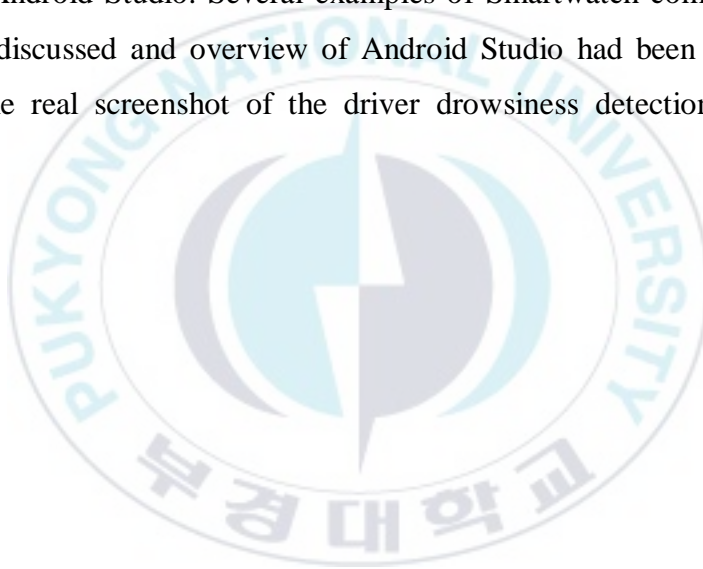 Android Studio. Several examples of Smartwatch com
discussed and overview of Android Studio had been
e real screenshot of the driver drowsiness detection
PUKYONG NATIONAL UNIVERSITY
부경대학교